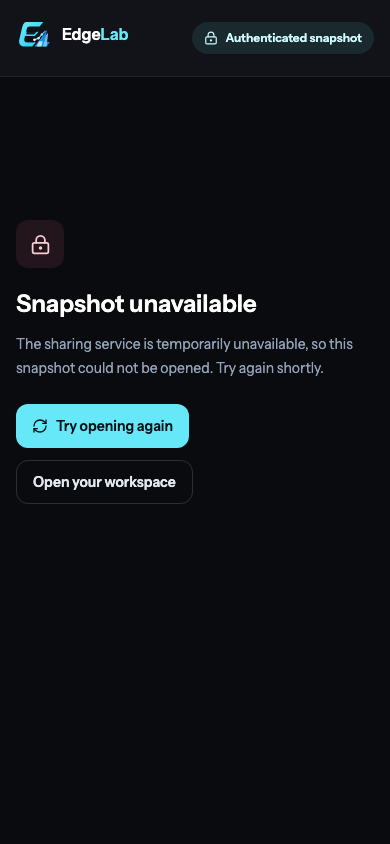 EdgeLab
Authenticated snapshot
Snapshot unavailable
The sharing service is temporarily unavailable, so this
snapshot could not be opened. Try again shortly.
Try opening again
Open your workspace